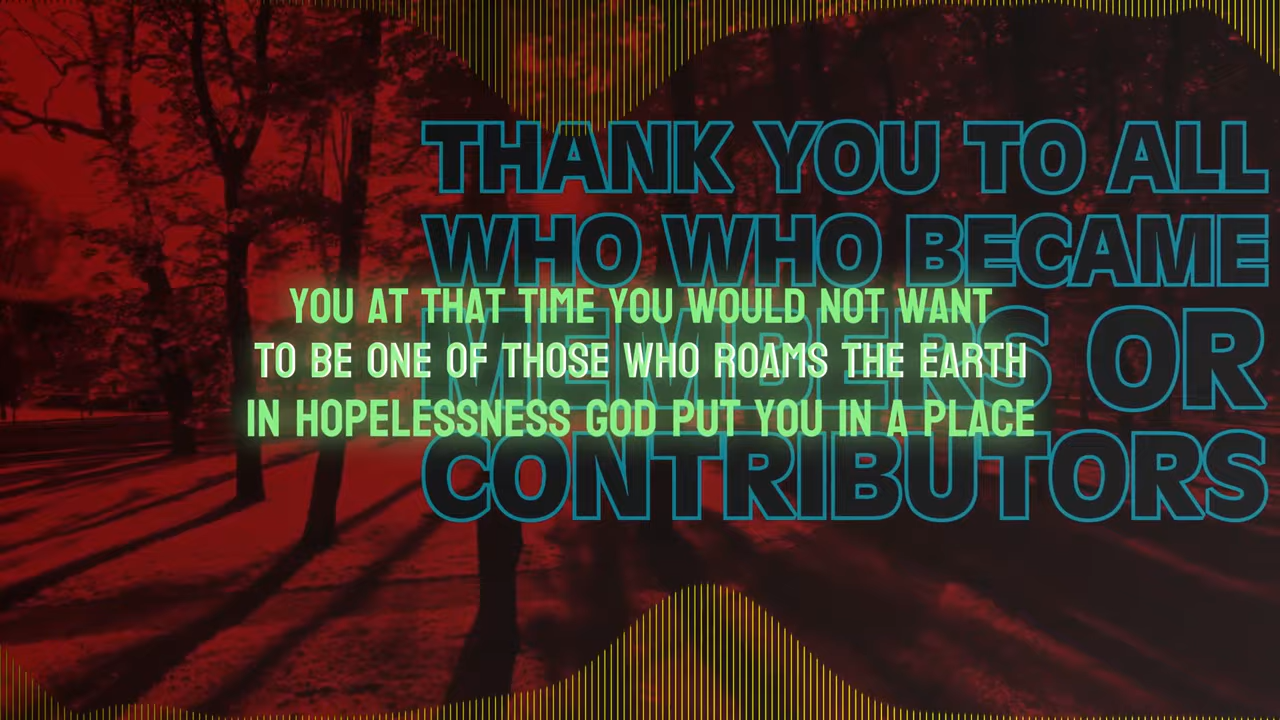 THANK YOU TO ALL
WHO WHO BECAME
MEMBERS OR
CONTRIBUTORS
YOU AT THAT TIME YOU WOULD NOT WANT
TO BE ONE OF THOSE WHO ROAMS THE EARTH
IN HOPELESSNESS GOD PUT YOU IN A PLACE